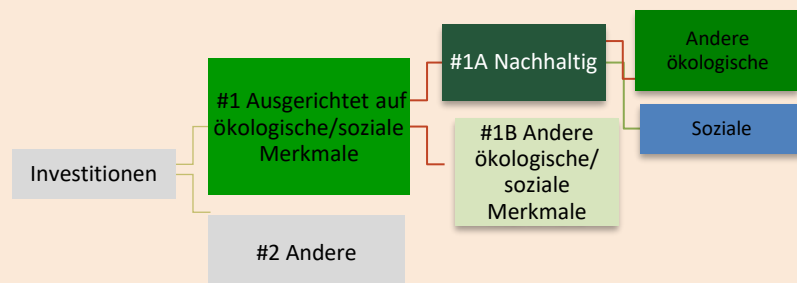 Investitionen
#1 Ausgerichtet auf
ökologische/soziale
Merkmale
#2 Andere
#1A Nachhaltig
#1B Andere
ökologische/
soziale
Merkmale
Andere
ökologische
Soziale